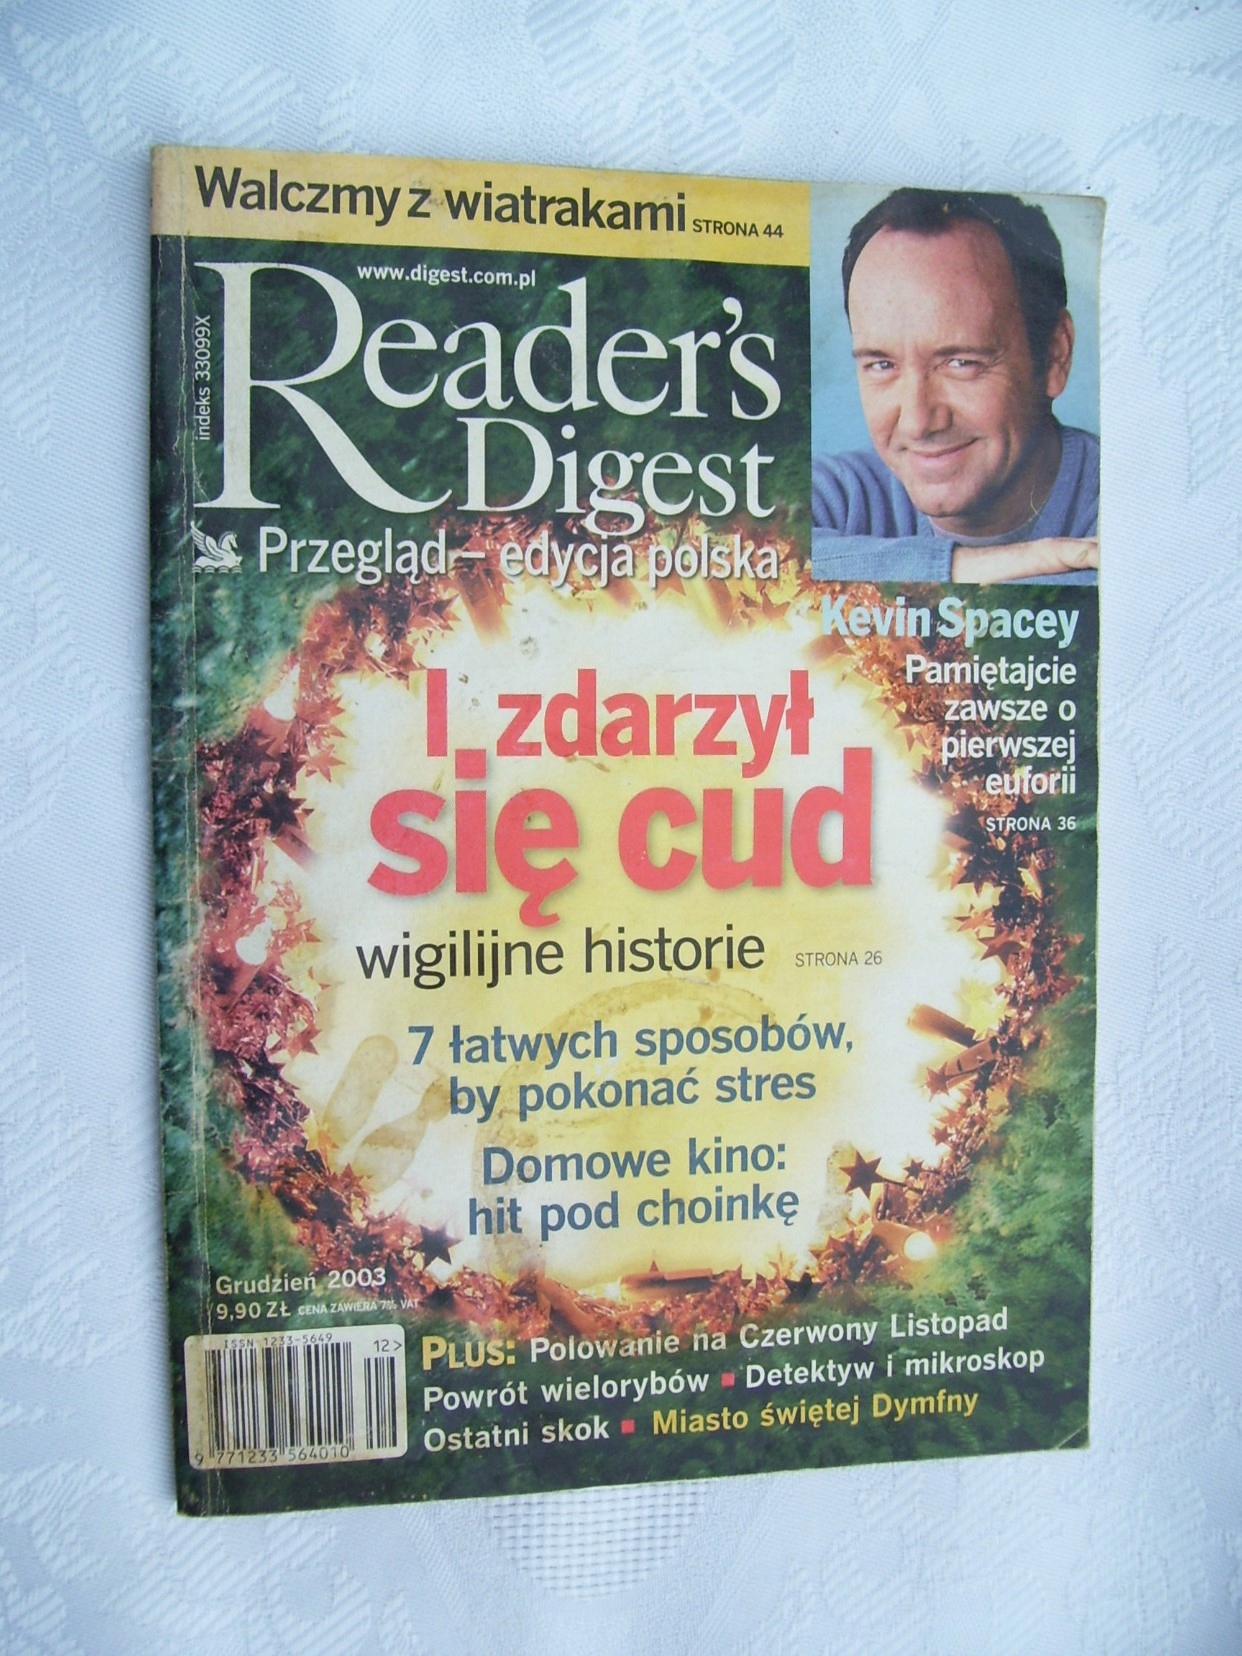 Walczmy z wiatrakami STRONA 44
www.digest.com.pl
Reader's
Digest
indeks 33099X
Przegląd – edycja polska
Kevin Spacey
Pamiętajcie
zawsze o
pierwszej
euforii
STRONA 36
I zdarzył
się cud
wigilijne historie STRONA 26
7 łatwych sposobów,
by pokonać stres
Domowe kino:
hit pod choinkę
Grudzień 2003
9,90 ZŁ CENA ZAWIERA 7% VAT
ISSN 1233-5649
12>
9 771233 564010
PLUS: Polowanie na Czerwony Listopad
Powrót wielorybów ▪ Detektyw i mikroskop
Ostatni skok ▪ Miasto świętej Dymfny